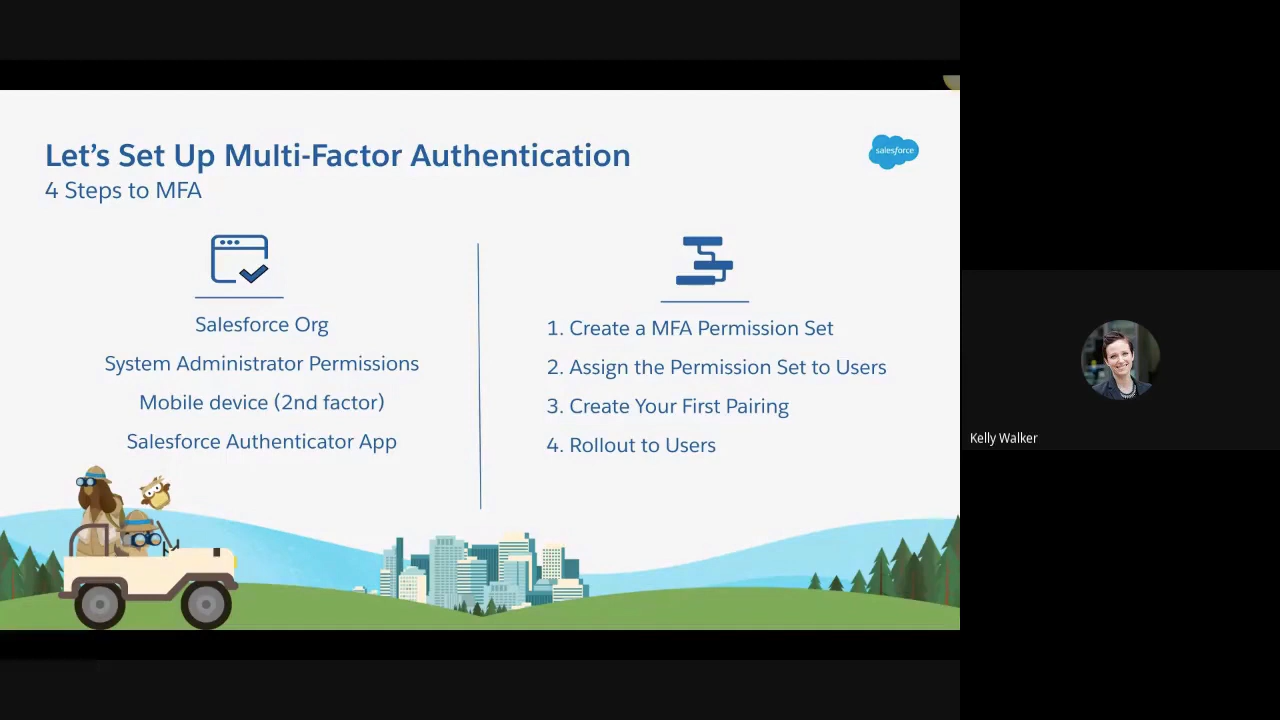 Let's Set Up Multi-Factor Authentication
4 Steps to MFA
salesforce
Salesforce Org
System Administrator Permissions
Mobile device (2nd factor)
Salesforce Authenticator App
1. Create a MFA Permission Set
2. Assign the Permission Set to Users
3. Create Your First Pairing
4. Rollout to Users
Kelly Walker